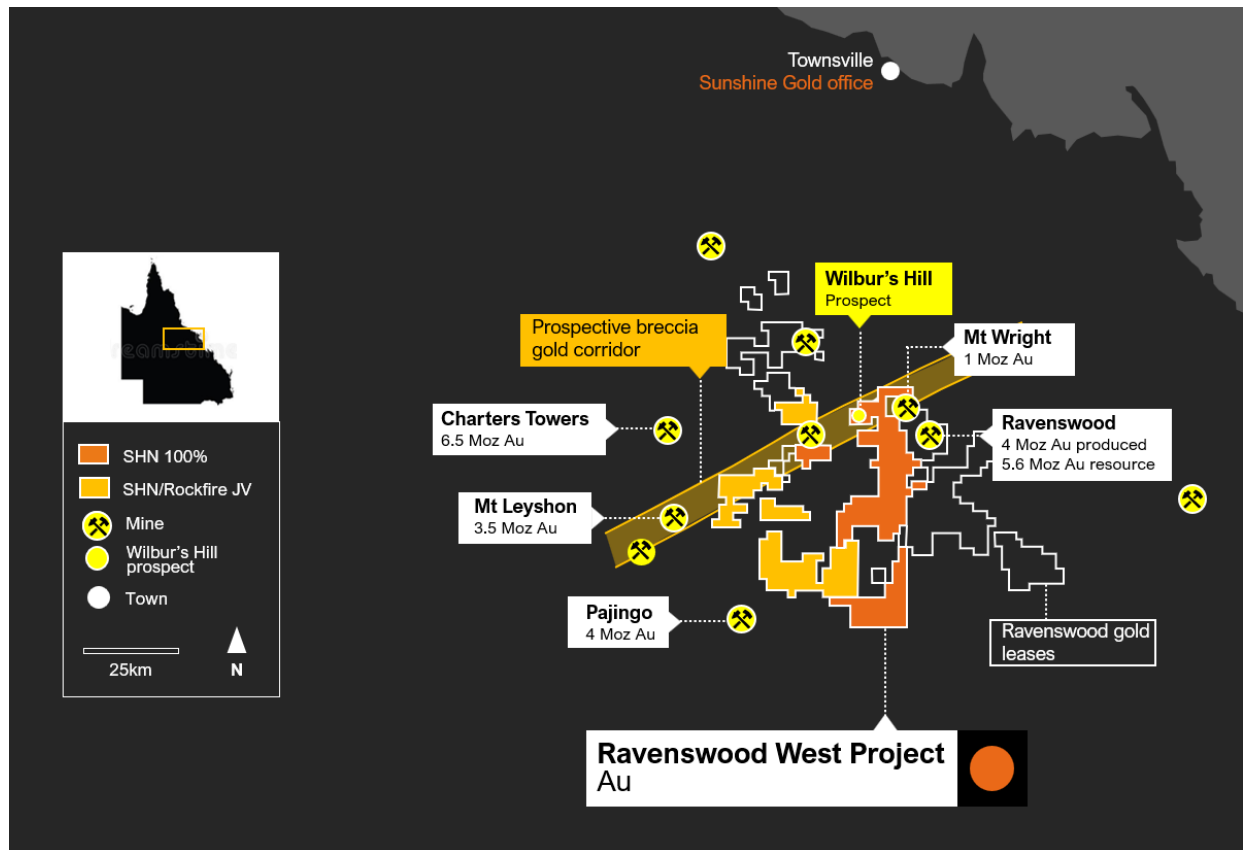 Townsville
Sunshine Gold office
Wilbur's Hill
Prospect
Prospective breccia
gold corridor
Mt Wright
1 Moz Au
Charters Towers
6.5 Moz Au
Ravenswood
4 Moz Au produced
5.6 Moz Au resource
Mt Leyshon
3.5 Moz Au
Pajingo
4 Moz Au
Ravenswood gold
leases
Ravenswood West Project
Au
SHN 100%
SHN/Rockfire JV
Mine
Wilbur's Hill
prospect
Town
25km
N